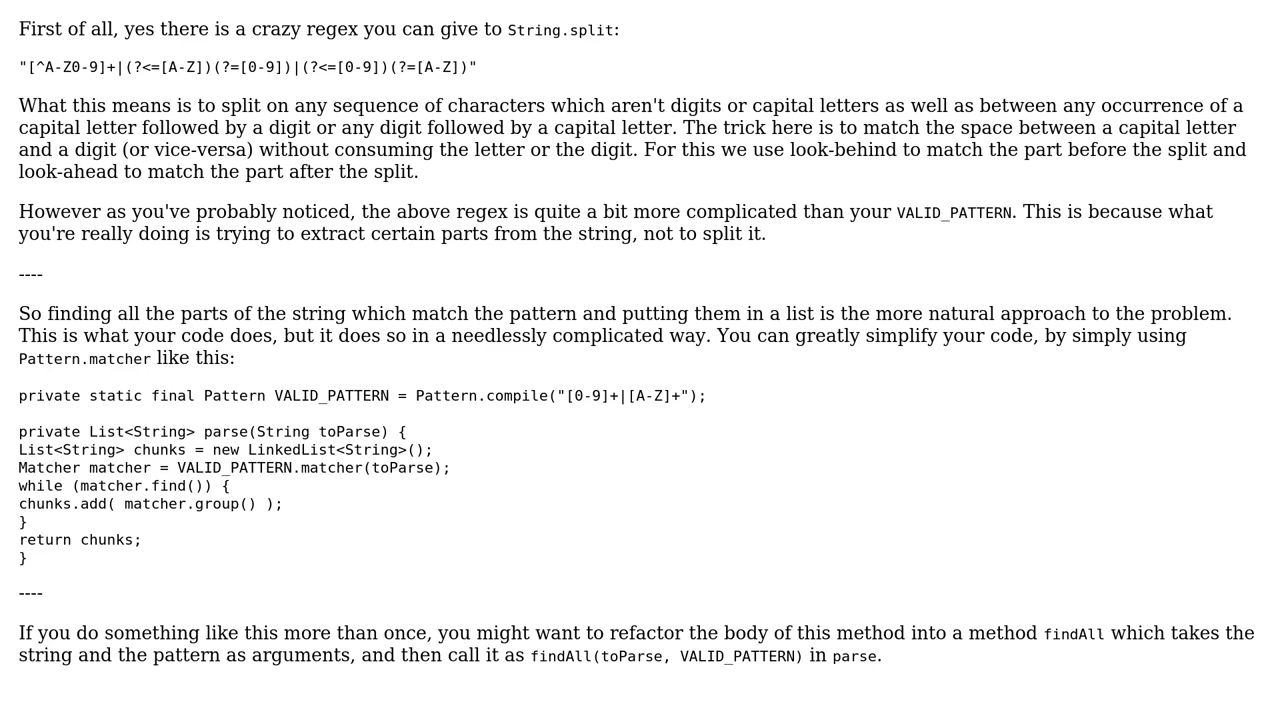 First of all, yes there is a crazy regex you can give to String.split:
"[^A-Z0-9]+|(?<=[A-Z])(?=[0-9])|(?<=[0-9])(?=[A-Z])"
What this means is to split on any sequence of characters which aren't digits or capital letters as well as between any occurrence of a
capital letter followed by a digit or any digit followed by a capital letter. The trick here is to match the space between a capital letter
and a digit (or vice-versa) without consuming the letter or the digit. For this we use look-behind to match the part before the split and
look-ahead to match the part after the split.
However as you've probably noticed, the above regex is quite a bit more complicated than your VALID_PATTERN. This is because what
you're really doing is trying to extract certain parts from the string, not to split it.
----
So finding all the parts of the string which match the pattern and putting them in a list is the more natural approach to the problem.
This is what your code does, but it does so in a needlessly complicated way. You can greatly simplify your code, by simply using
Pattern.matcher like this:
private static final Pattern VALID_PATTERN = Pattern.compile("[0-9]+|[A-Z]+");
private List<String> parse(String toParse) {
List<String> chunks = new LinkedList<String>();
Matcher matcher = VALID_PATTERN.matcher(toParse);
while (matcher.find()) {
chunks.add( matcher.group() );
}
return chunks;
}
----
If you do something like this more than once, you might want to refactor the body of this method into a method findAll which takes the
string and the pattern as arguments, and then call it as findAll(toParse, VALID_PATTERN) in parse.